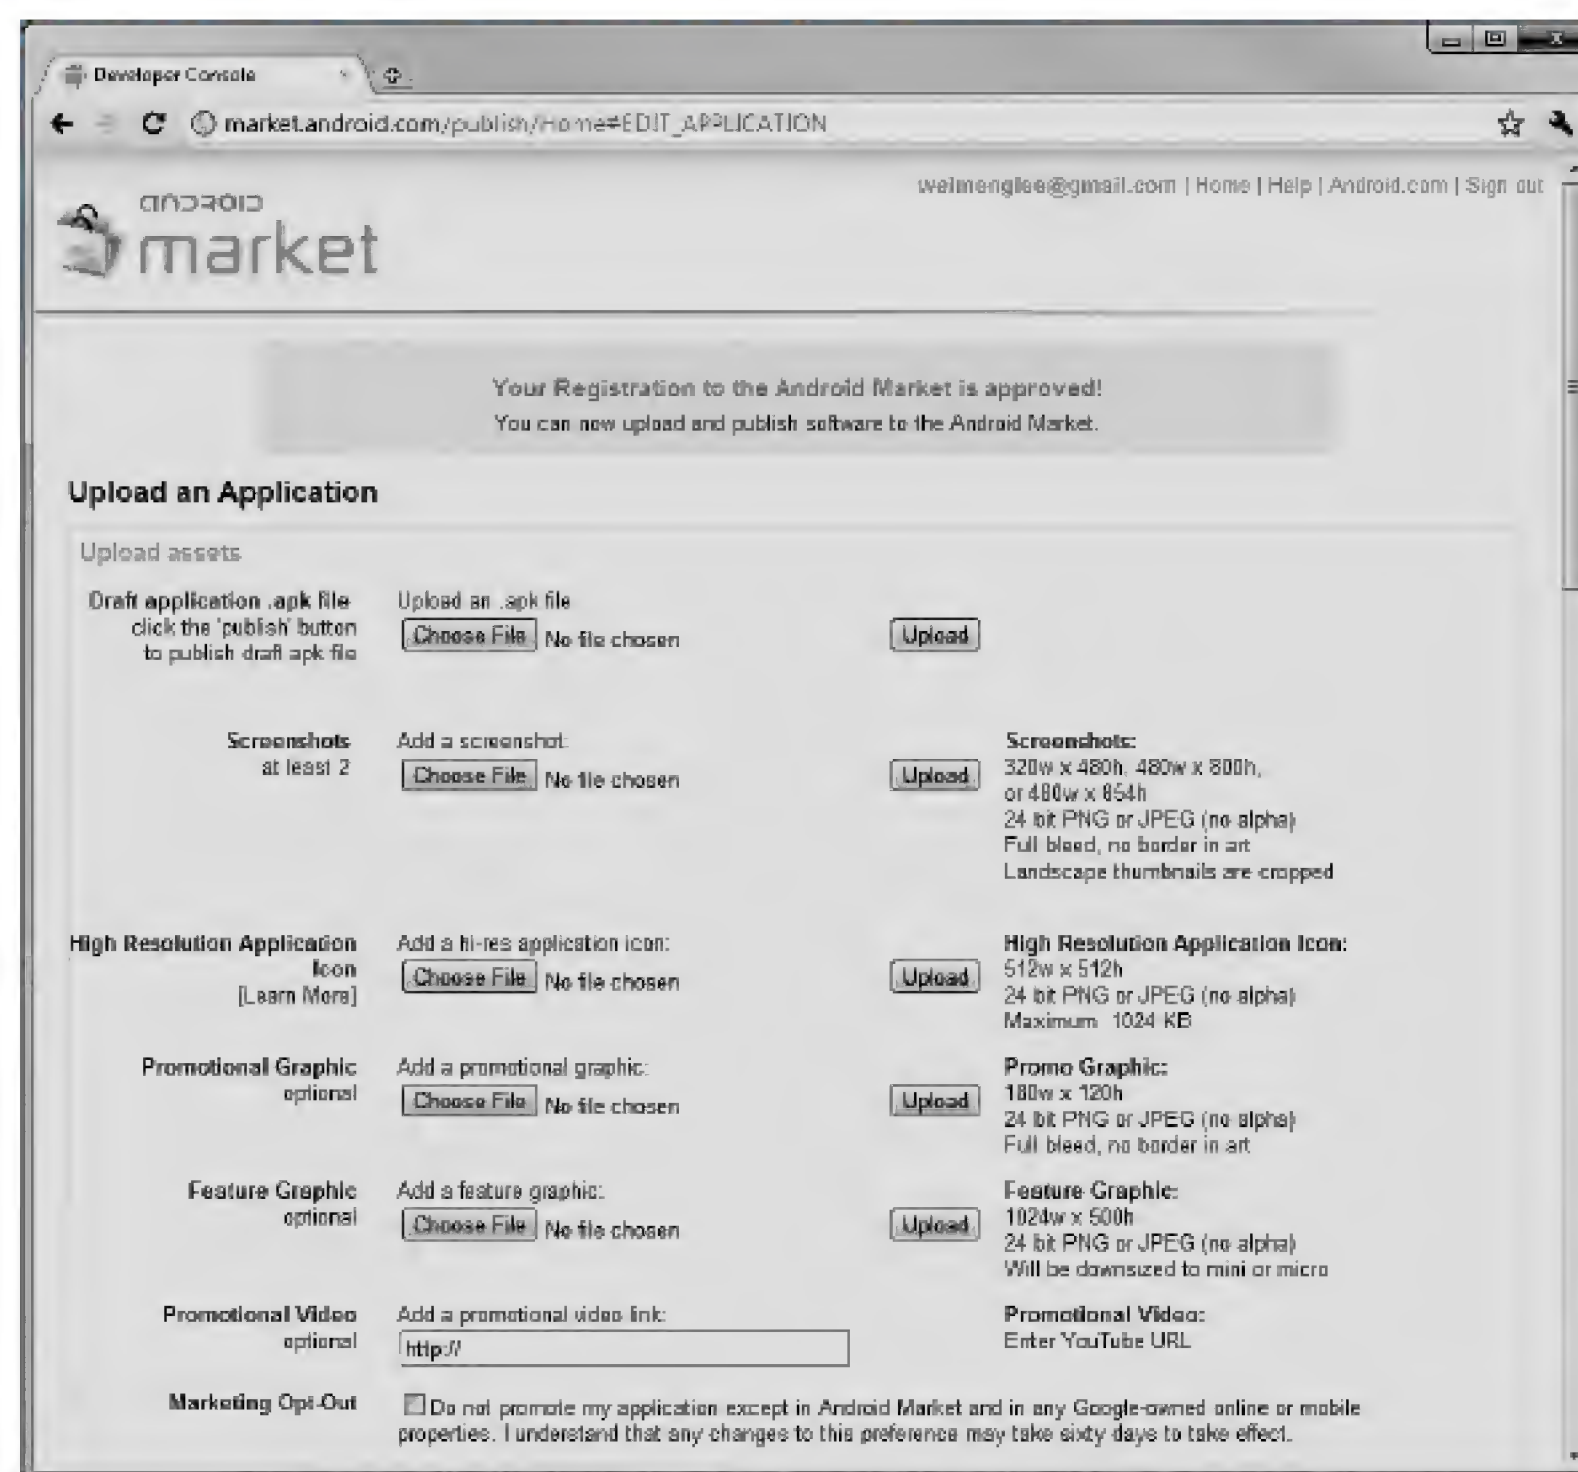 Developer Console
market.android.com/publish/Home#EDIT_APPLICATION
weimenglee@gmail.com | Home | Help | Android.com | Sign out
android
market
Your Registration to the Android Market is approved!
You can now upload and publish software to the Android Market.
Upload an Application
Upload assets
Draft application .apk file
click the 'publish' button
to publish draft apk file
Upload an .apk file
Choose File No file chosen
Upload
Screenshots
at least 2
Add a screenshot:
Choose File No file chosen
Upload
Screenshots:
320w x 480h, 480w x 800h,
or 480w x 854h
24 bit PNG or JPEG (no alpha)
Full bleed, no border in art
Landscape thumbnails are cropped
High Resolution Application
Icon
[Learn More]
Add a hi-res application icon:
Choose File No file chosen
Upload
High Resolution Application Icon:
512w x 512h
24 bit PNG or JPEG (no alpha)
Maximum 1024 KB
Promotional Graphic
optional
Add a promotional graphic:
Choose File No file chosen
Upload
Promo Graphic:
180w x 120h
24 bit PNG or JPEG (no alpha)
Full bleed, no border in art
Feature Graphic
optional
Add a feature graphic:
Choose File No file chosen
Upload
Feature Graphic:
1024w x 500h
24 bit PNG or JPEG (no alpha)
Will be downsized to mini or micro
Promotional Video
optional
Add a promotional video link:
http://
Promotional Video:
Enter YouTube URL
Marketing Opt-Out
Do not promote my application except in Android Market and in any Google-owned online or mobile
properties. I understand that any changes to this preference may take sixty days to take effect.